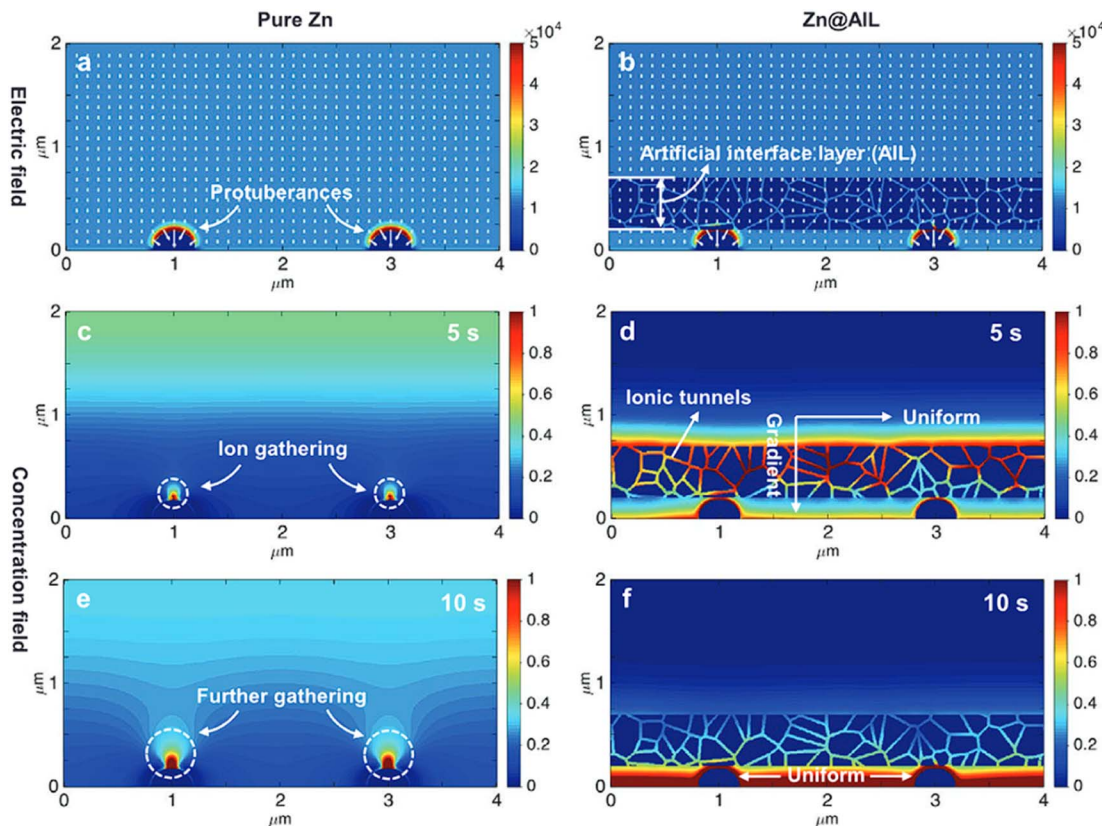 Pure Zn
Zn@AIL
Electric field
Concentration field
a
Protuberances
2
1
0
μm
0 1 2 3 4
μm
×10⁴
5
4
3
2
1
0
b
Artificial interface layer (AIL)
2
1
0
μm
0 1 2 3 4
μm
×10⁴
5
4
3
2
1
0
c
5 s
Ion gathering
2
1
0
μm
0 1 2 3 4
μm
1
0.8
0.6
0.4
0.2
0
d
5 s
Ionic tunnels
Uniform
Gradient
2
1
0
μm
0 1 2 3 4
μm
1
0.8
0.6
0.4
0.2
0
e
10 s
Further gathering
2
1
0
μm
0 1 2 3 4
μm
1
0.8
0.6
0.4
0.2
0
f
10 s
Uniform
2
1
0
μm
0 1 2 3 4
μm
1
0.8
0.6
0.4
0.2
0